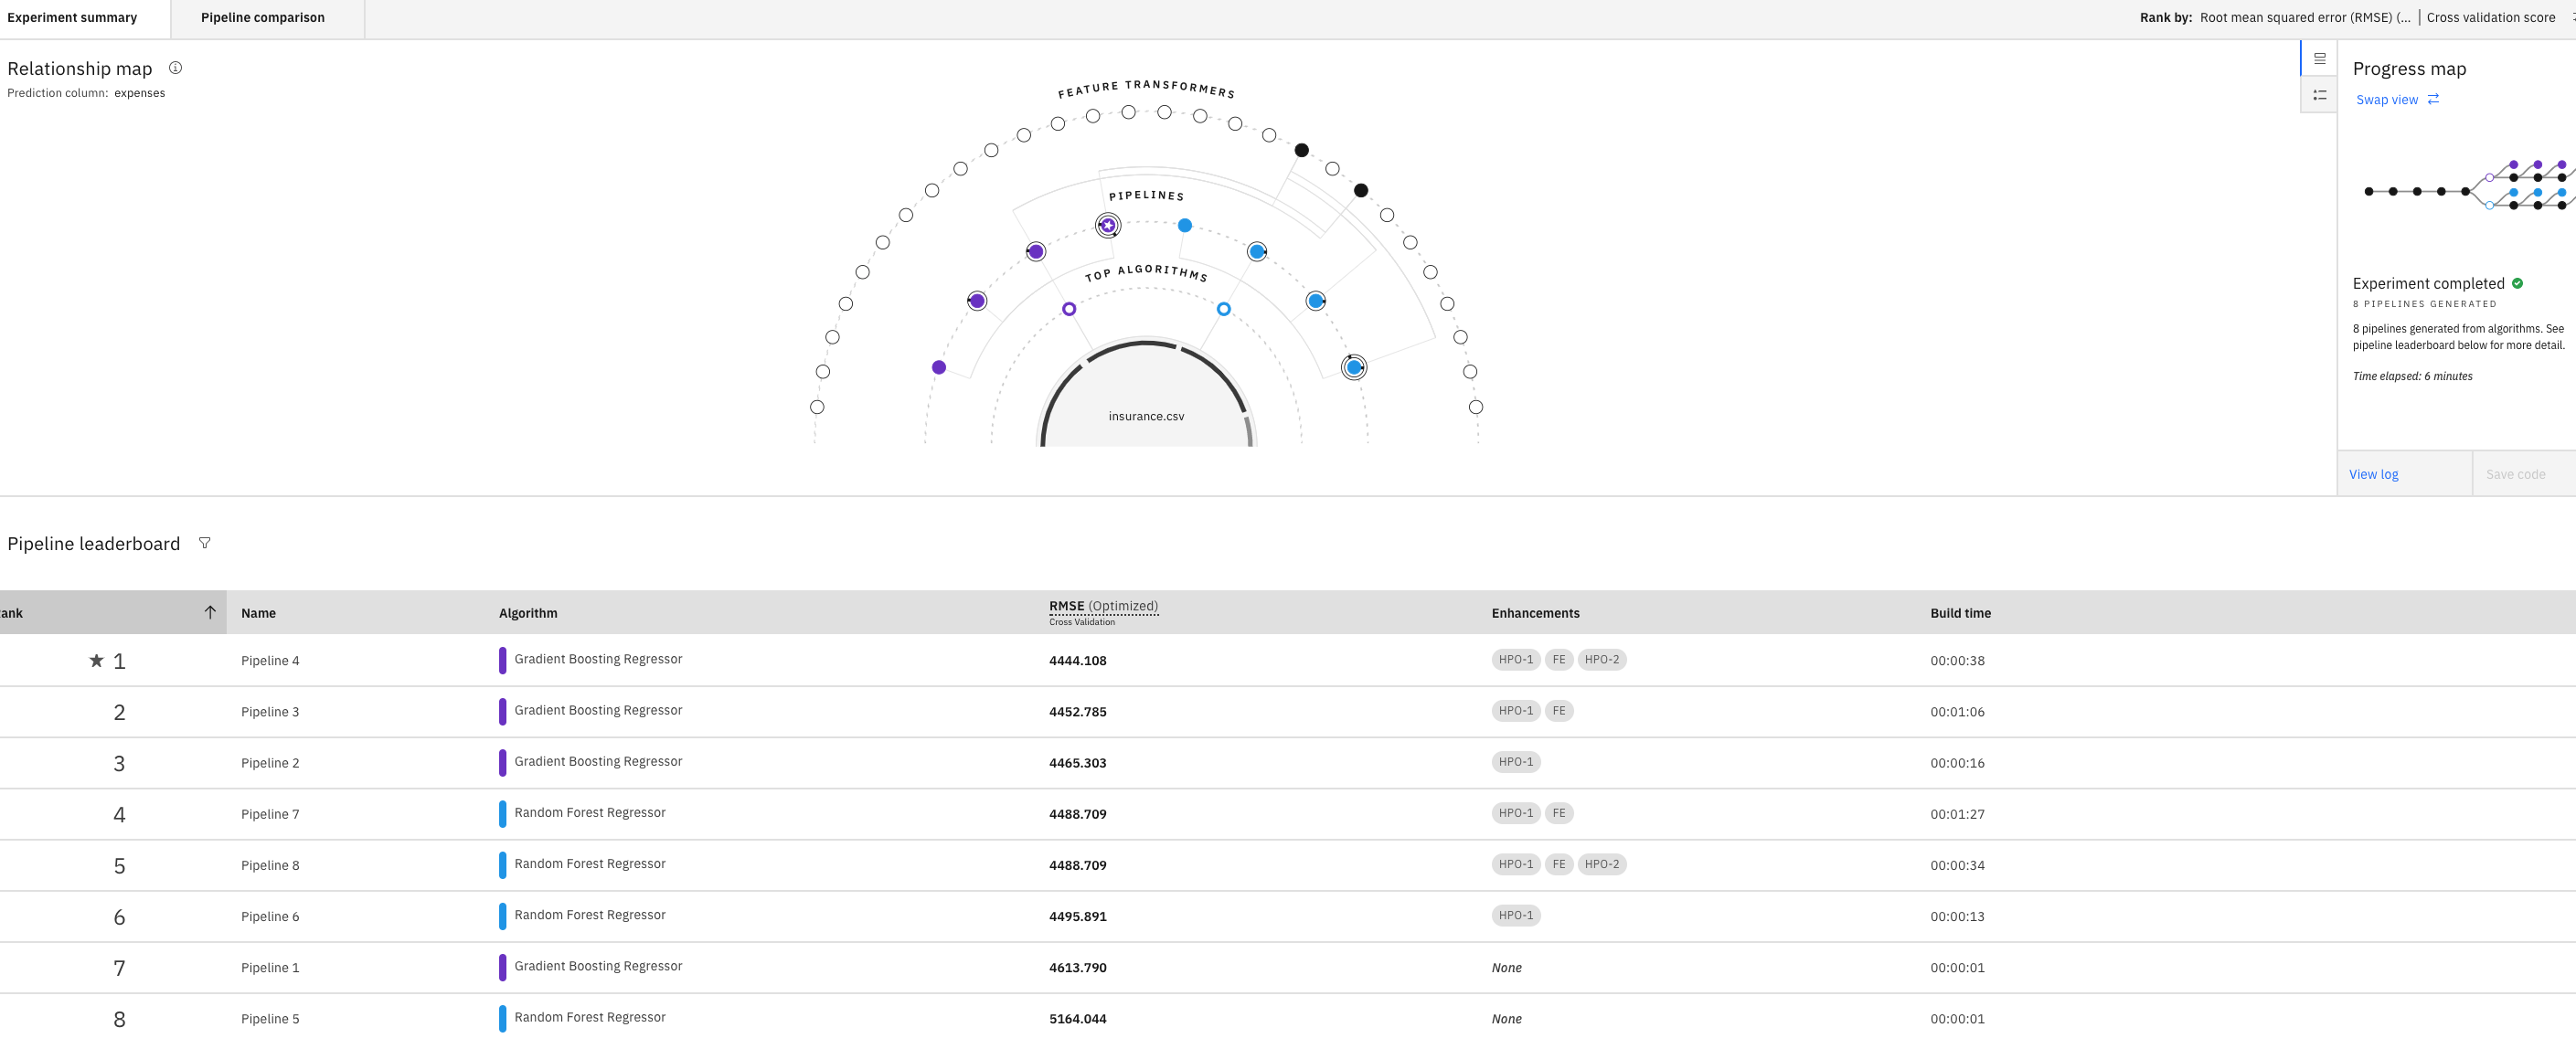 Experiment summary
Pipeline comparison
Rank by: Root mean squared error (RMSE) (... | Cross validation score
Relationship map
Prediction column: expenses
FEATURE TRANSFORMERS
PIPELINES
TOP ALGORITHMS
insurance.csv
Progress map
Swap view
Experiment completed
8 PIPELINES GENERATED
8 pipelines generated from algorithms. See
pipeline leaderboard below for more detail.
Time elapsed: 6 minutes
View log
Save code
Pipeline leaderboard
ank Name Algorithm RMSE (Optimized) Enhancements Build time
Cross Validation
1 Pipeline 4 Gradient Boosting Regressor 4444.108 HPO-1 FE HPO-2 00:00:38
2 Pipeline 3 Gradient Boosting Regressor 4452.785 HPO-1 FE 00:01:06
3 Pipeline 2 Gradient Boosting Regressor 4465.303 HPO-1 00:00:16
4 Pipeline 7 Random Forest Regressor 4488.709 HPO-1 FE 00:01:27
5 Pipeline 8 Random Forest Regressor 4488.709 HPO-1 FE HPO-2 00:00:34
6 Pipeline 6 Random Forest Regressor 4495.891 HPO-1 00:00:13
7 Pipeline 1 Gradient Boosting Regressor 4613.790 None 00:00:01
8 Pipeline 5 Random Forest Regressor 5164.044 None 00:00:01